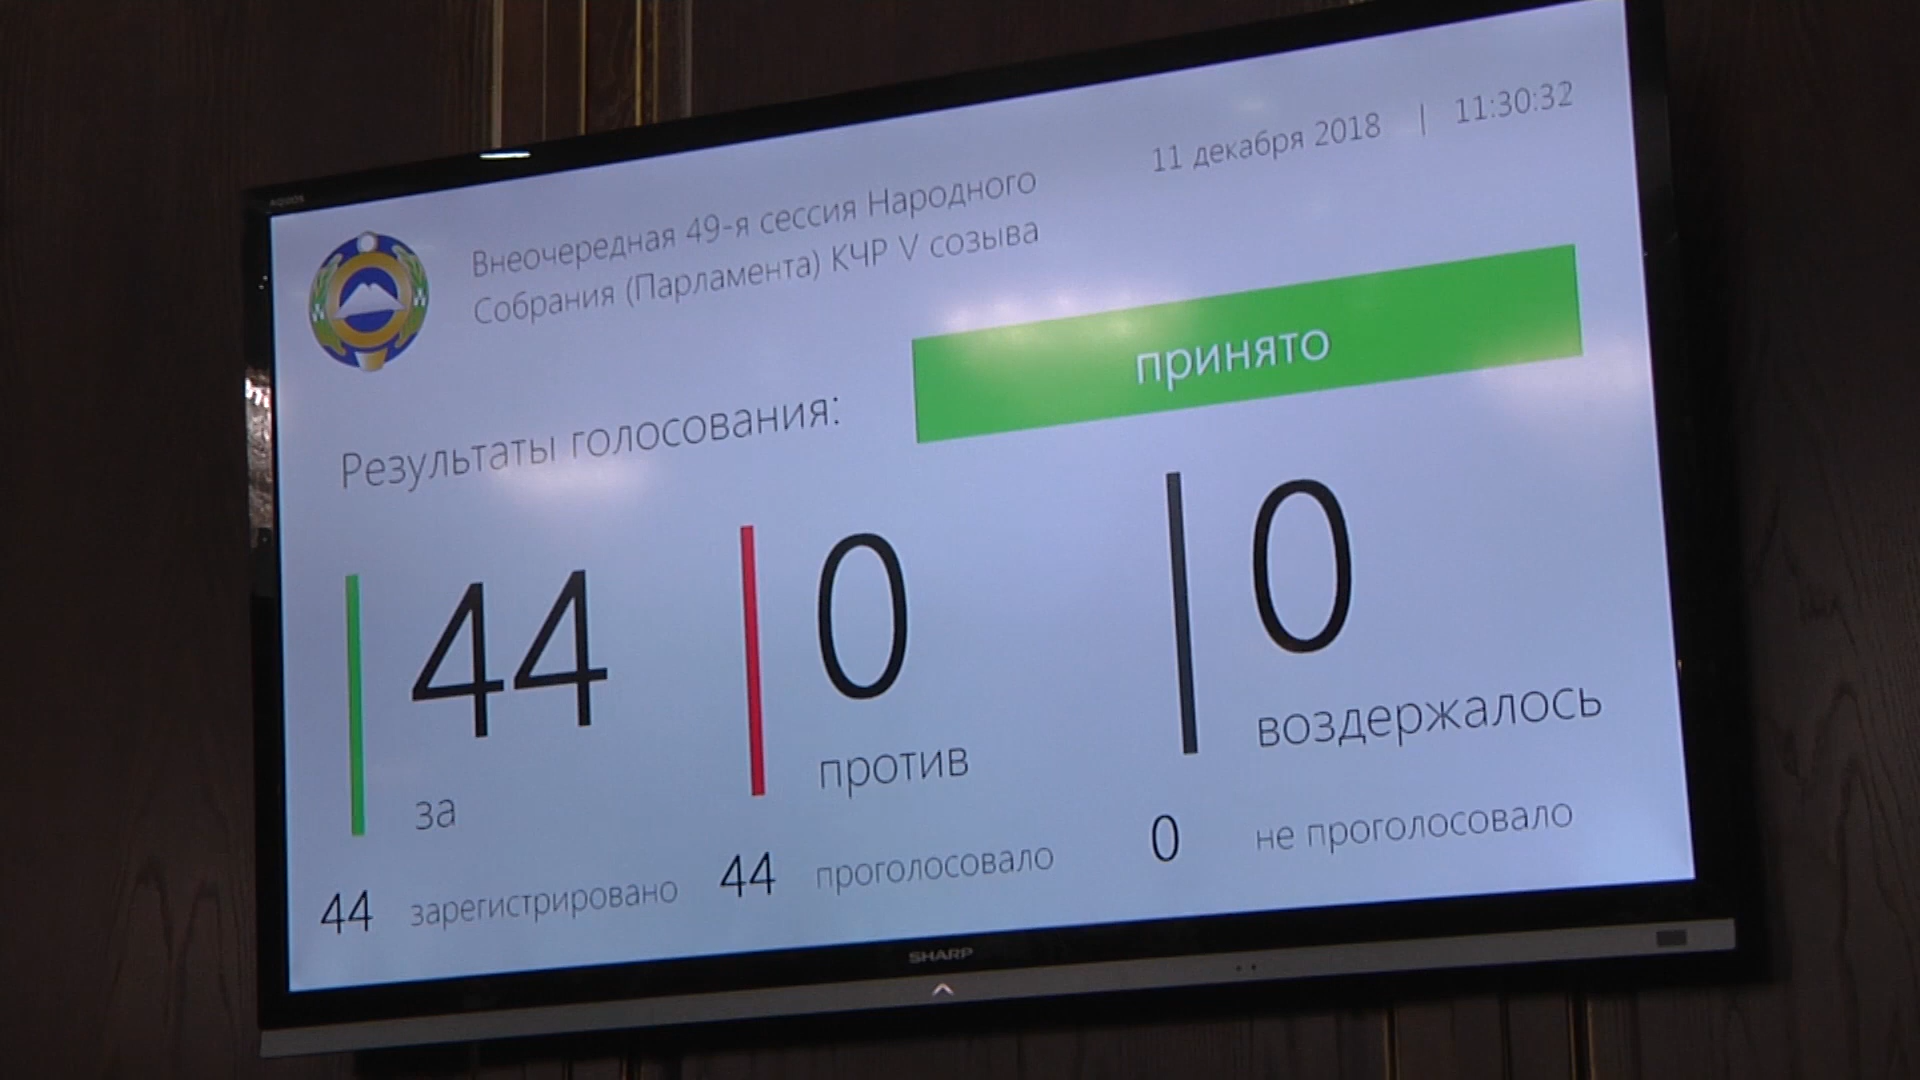 AQUOS
11 декабря 2018 | 11:30:32
Внеочередная 49-я сессия Народного
Собрания (Парламента) КЧР V созыва
принято
Результаты голосования:
44 0 0
за против воздержалось
44 зарегистрировано 44 проголосовало 0 не проголосовало
SHARP